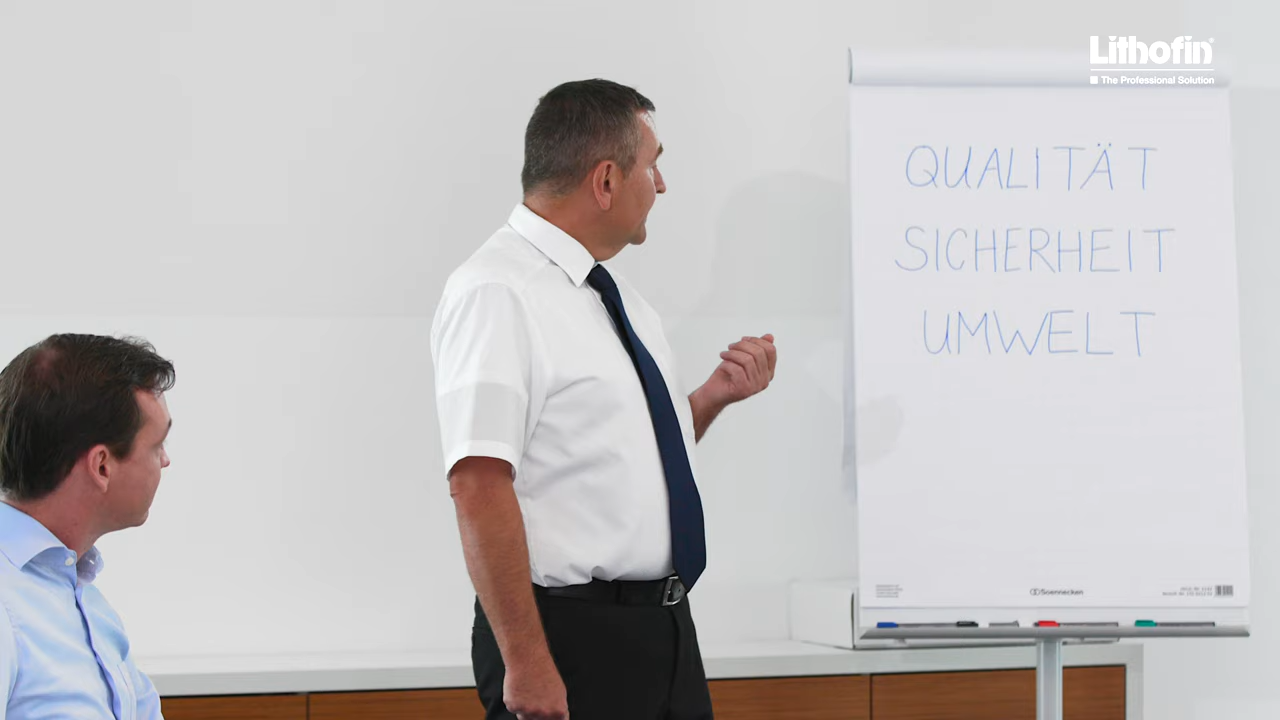 Lithofin®
The Professional Solution
QUALITÄT
SICHERHEIT
UMWELT
Soennecken